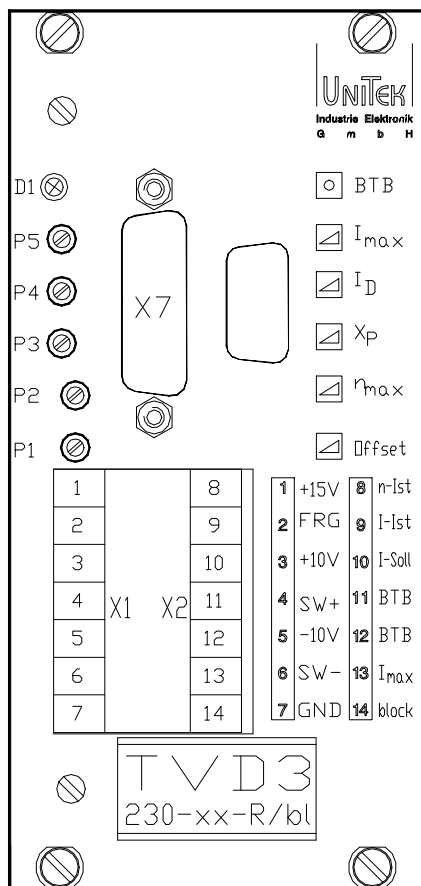 UNiTEK
Industrie Elektronik
G m b H
D1 BTB
P5 Imax
P4 ID
P3 XP
P2 nmax
P1 Offset
X7
1 8
2 9
3 10
4 11
5 12
6 13
7 14
X1 X2
1 +15V 8 n-Ist
2 FRG 9 I-Ist
3 +10V 10 I-Soll
4 SW+ 11 BTB
5 -10V 12 BTB
6 SW- 13 Imax
7 GND 14 block
TVD3
230-xx-R/bl